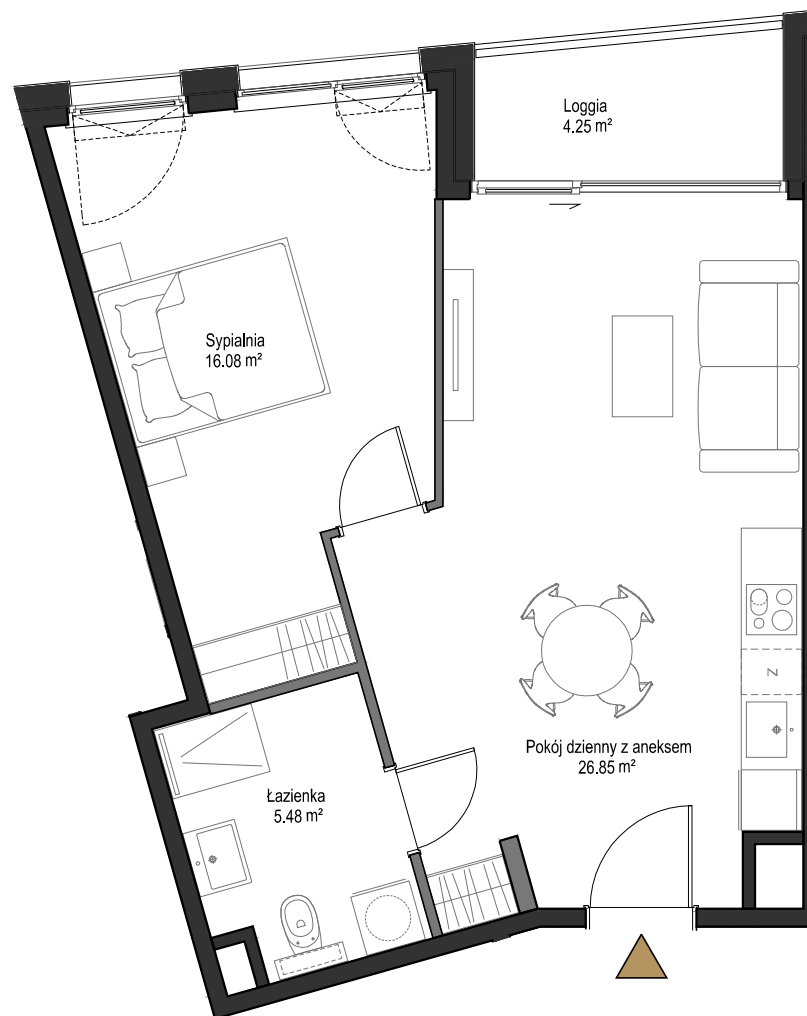 Loggia
4.25 m²
Sypialnia
16.08 m²
Z
Pokój dzienny z aneksem
26.85 m²
Łazienka
5.48 m²